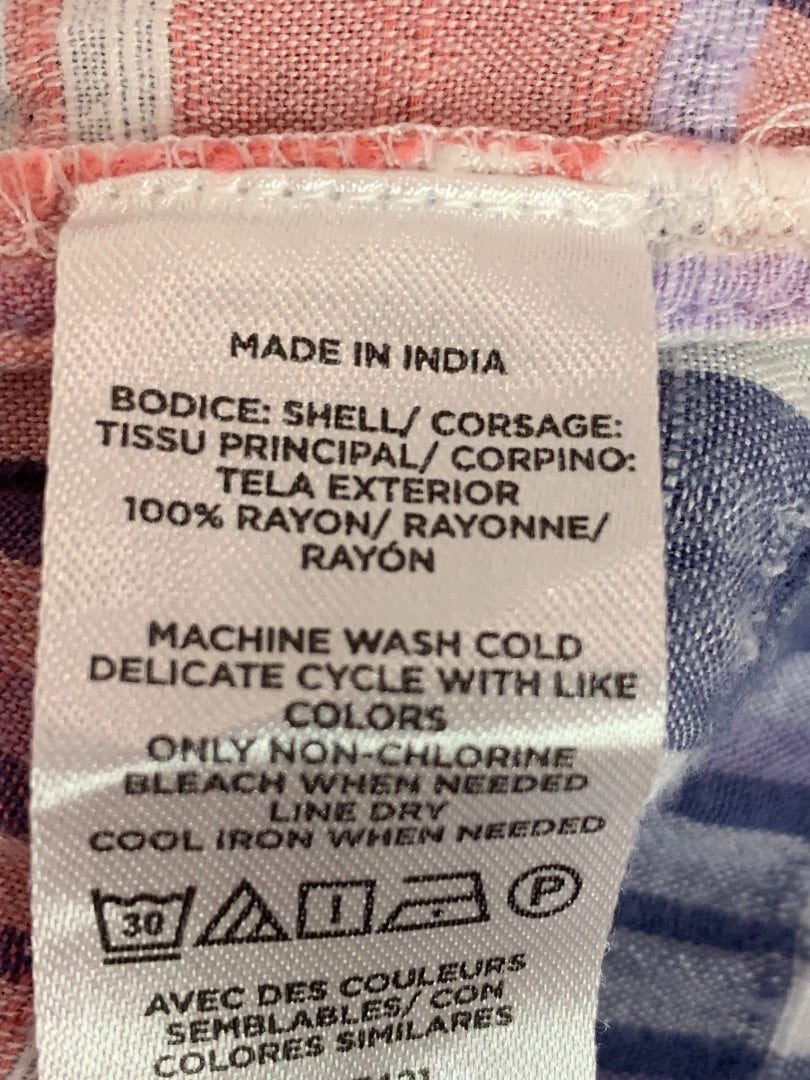 MADE IN INDIA
BODICE: SHELL/ CORSAGE:
TISSU PRINCIPAL/ CORPINO:
TELA EXTERIOR
100% RAYON/ RAYONNE/
RAYÓN
MACHINE WASH COLD
DELICATE CYCLE WITH LIKE
COLORS
ONLY NON-CHLORINE
BLEACH WHEN NEEDED
LINE DRY
COOL IRON WHEN NEEDED
30 P
AVEC DES COULEURS
SEMBLABLES/ CON
COLORES SIMILARES